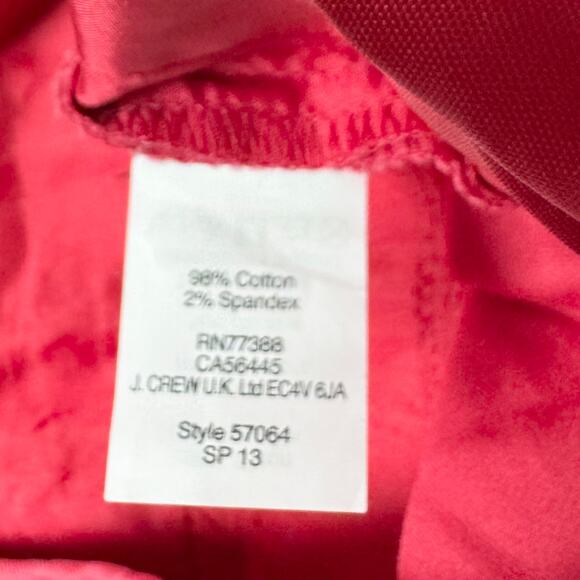 98% Cotton
2% Spandex
RN77388
CA56445
J. CREW U.K. Ltd EC4V 6JA
Style 57064
SP 13